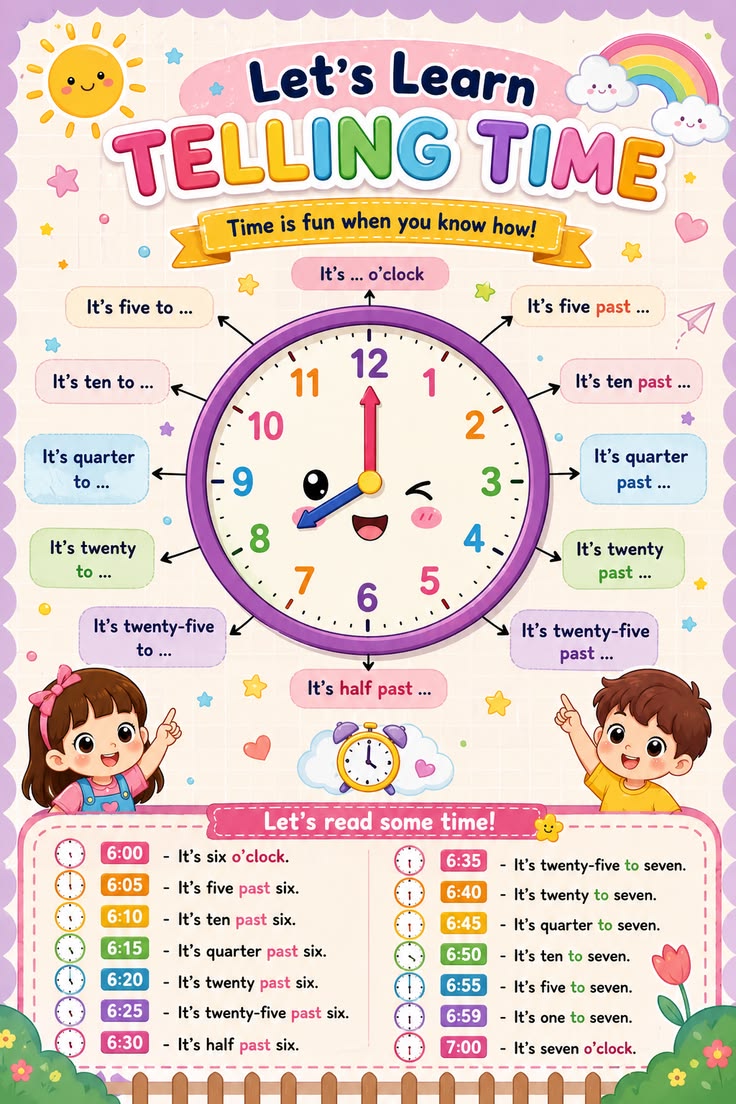 Let's Learn
TELLING TIME
Time is fun when you know how!
It's ... o'clock
It's five to ...
It's five past ...
It's ten to ...
It's ten past ...
It's quarter
to ...
It's quarter
past ...
It's twenty
to ...
It's twenty
past ...
It's twenty-five
to ...
It's twenty-five
past ...
It's half past ...
12
1
2
3
4
5
6
7
8
9
10
11
Let's read some time!
6:00 - It's six o'clock.
6:05 - It's five past six.
6:10 - It's ten past six.
6:15 - It's quarter past six.
6:20 - It's twenty past six.
6:25 - It's twenty-five past six.
6:30 - It's half past six.
6:35 - It's twenty-five to seven.
6:40 - It's twenty to seven.
6:45 - It's quarter to seven.
6:50 - It's ten to seven.
6:55 - It's five to seven.
6:59 - It's one to seven.
7:00 - It's seven o'clock.